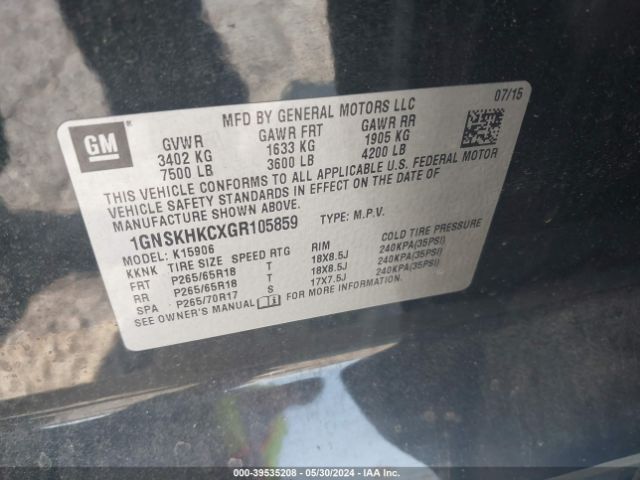 GM
MFD BY GENERAL MOTORS LLC
07/15
GVWR GAWR FRT GAWR RR
3402 KG 1633 KG 1905 KG
7500 LB 3600 LB 4200 LB
THIS VEHICLE CONFORMS TO ALL APPLICABLE U.S. FEDERAL MOTOR
VEHICLE SAFETY STANDARDS IN EFFECT ON THE DATE OF
MANUFACTURE SHOWN ABOVE.
1GNSKHKCXGR105859 TYPE: M.P.V.
MODEL: K15906
KKNK TIRE SIZE SPEED RTG RIM COLD TIRE PRESSURE
FRT P265/65R18 T 18X8.5J 240KPA(35PSI)
RR P265/65R18 T 18X8.5J 240KPA(35PSI)
SPA P265/70R17 S 17X7.5J 240KPA(35PSI)
SEE OWNER'S MANUAL FOR MORE INFORMATION
000-39535208 - 05/30/2024 - IAA Inc.